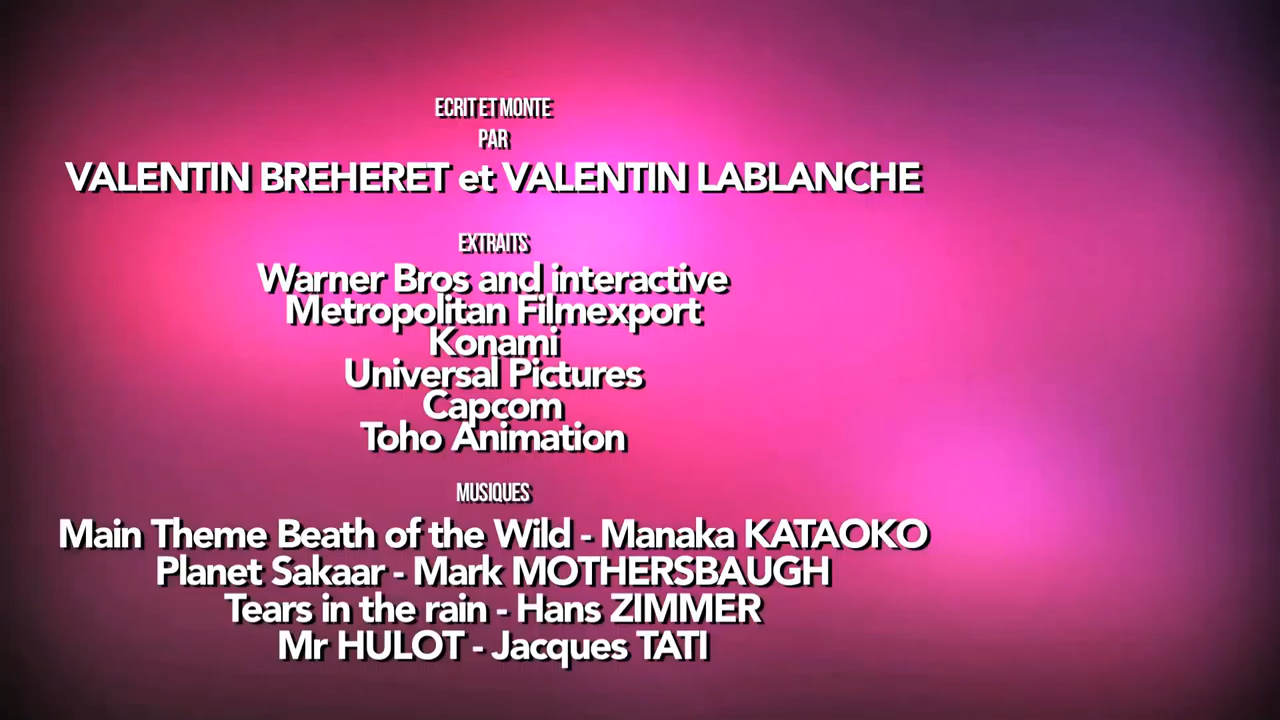 ECRIT ET MONTE
PAR
VALENTIN BREHERET et VALENTIN LABLANCHE
EXTRAITS
Warner Bros and interactive
Metropolitan Filmexport
Konami
Universal Pictures
Capcom
Toho Animation
MUSIQUES
Main Theme Beath of the Wild - Manaka KATAOKO
Planet Sakaar - Mark MOTHERSBAUGH
Tears in the rain - Hans ZIMMER
Mr HULOT - Jacques TATI